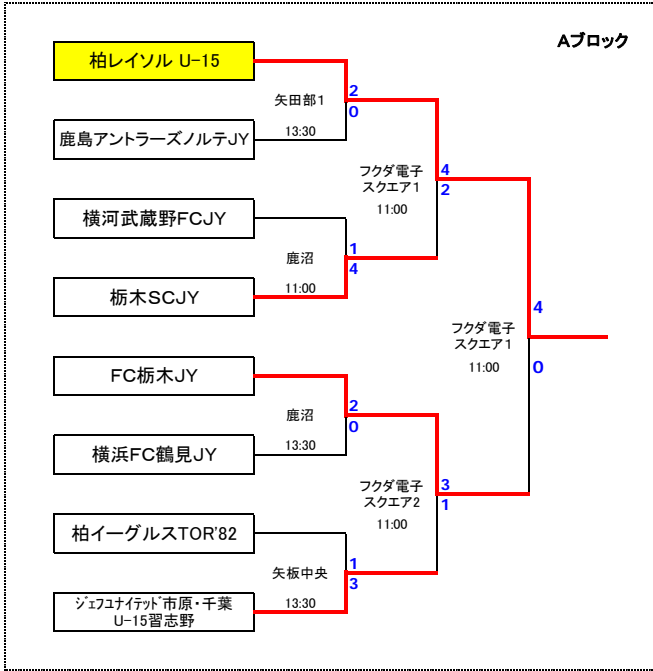 Aブロック
柏レイソル U-15
矢田部1
2
0
13:30
鹿島アントラーズノルテJY
フクダ電子
スクエア1
11:00
4
2
横河武蔵野FCJY
鹿沼
1
4
11:00
栃木SCJY
フクダ電子
スクエア1
11:00
4
0
FC栃木JY
鹿沼
2
0
13:30
横浜FC鶴見JY
フクダ電子
スクエア2
11:00
3
1
柏イーグルスTOR'82
矢板中央
1
3
13:30
ジェフユナイテッド市原・千葉
U-15習志野